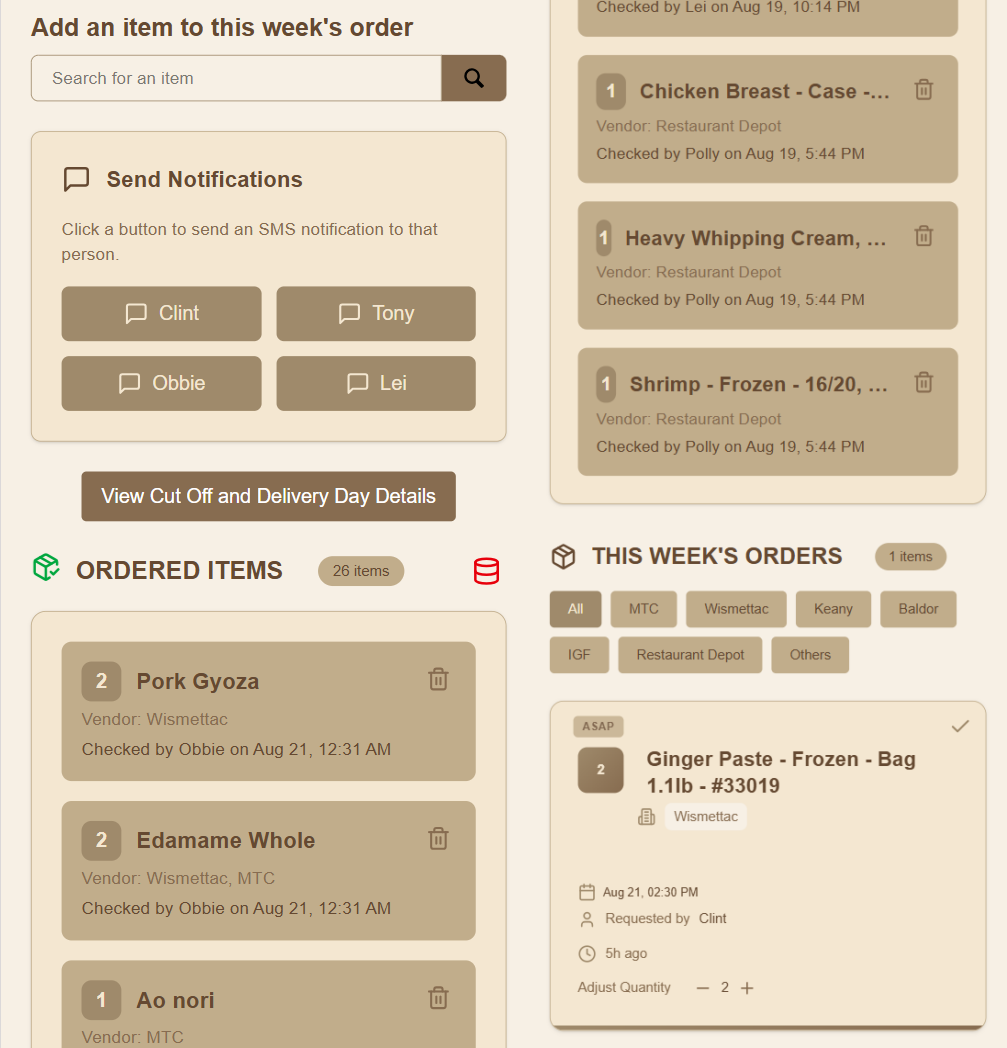 Add an item to this week's order
Search for an item
Send Notifications
Click a button to send an SMS notification to that
person.
Clint
Tony
Obbie
Lei
View Cut Off and Delivery Day Details
ORDERED ITEMS
26 items
2
Pork Gyoza
Vendor: Wismettac
Checked by Obbie on Aug 21, 12:31 AM
2
Edamame Whole
Vendor: Wismettac, MTC
Checked by Obbie on Aug 21, 12:31 AM
1
Ao nori
Vendor: MTC
Checked by Lei on Aug 19, 10:14 PM
1
Chicken Breast - Case -...
Vendor: Restaurant Depot
Checked by Polly on Aug 19, 5:44 PM
1
Heavy Whipping Cream, ...
Vendor: Restaurant Depot
Checked by Polly on Aug 19, 5:44 PM
1
Shrimp - Frozen - 16/20, ...
Vendor: Restaurant Depot
Checked by Polly on Aug 19, 5:44 PM
THIS WEEK'S ORDERS
1 items
All
MTC
Wismettac
Keany
Baldor
IGF
Restaurant Depot
Others
ASAP
2
Ginger Paste - Frozen - Bag
1.1lb - #33019
Wismettac
Aug 21, 02:30 PM
Requested by Clint
5h ago
Adjust Quantity — 2 +